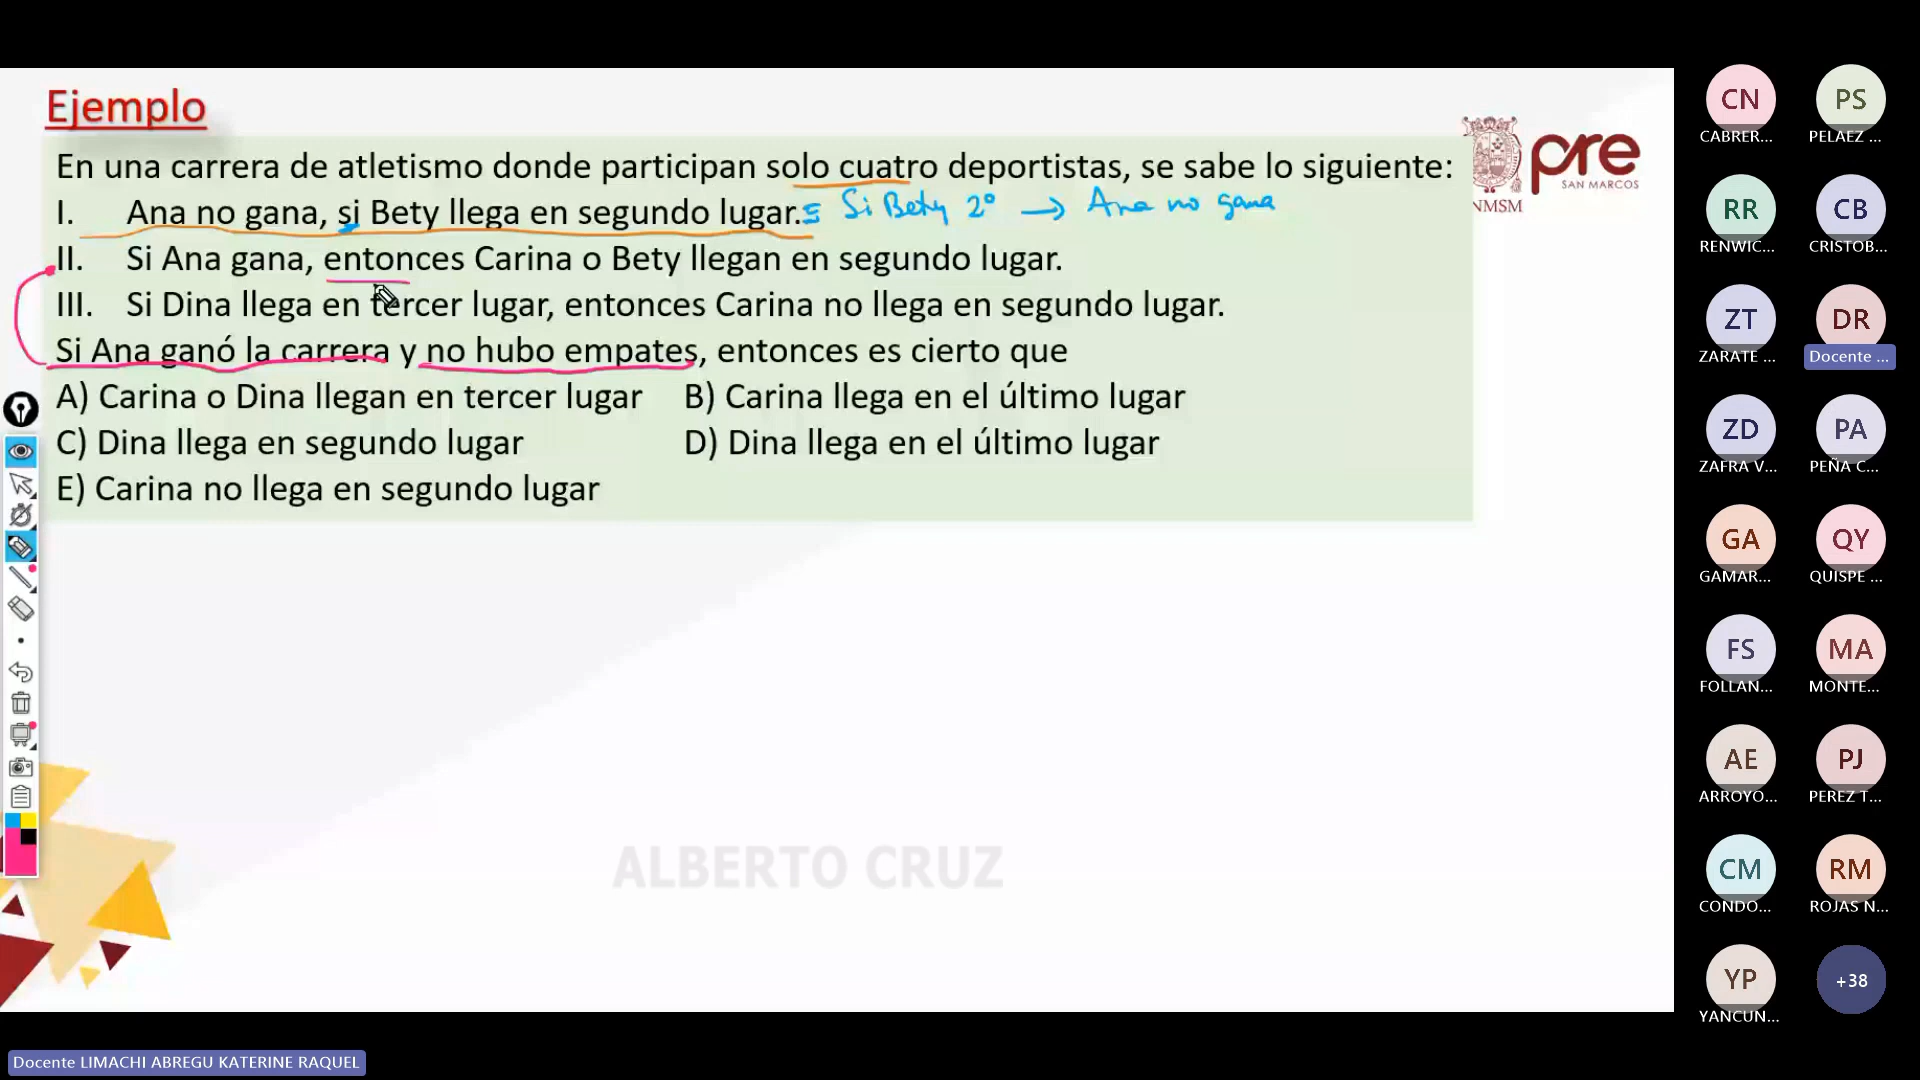 Ejemplo
En una carrera de atletismo donde participan solo cuatro deportistas, se sabe lo siguiente:
I. Ana no gana, si Bety llega en segundo lugar. ≡ Si Bety 2° → Ana no gana
II. Si Ana gana, entonces Carina o Bety llegan en segundo lugar.
III. Si Dina llega en tercer lugar, entonces Carina no llega en segundo lugar.
Si Ana ganó la carrera y no hubo empates, entonces es cierto que
A) Carina o Dina llegan en tercer lugar B) Carina llega en el último lugar
C) Dina llega en segundo lugar D) Dina llega en el último lugar
E) Carina no llega en segundo lugar
pre
SAN MARCOS
NMSM
ALBERTO CRUZ
CN PS
CABRER... PELAEZ ...
RR CB
RENWIC... CRISTOB...
ZT DR
ZARATE ... Docente ...
ZD PA
ZAFRA V... PEÑA C...
GA QY
GAMAR... QUISPE ...
FS MA
FOLLAN... MONTE...
AE PJ
ARROYO... PEREZ T...
CM RM
CONDO... ROJAS N...
YP +38
YANCUN...
Docente LIMACHI ABREGU KATERINE RAQUEL